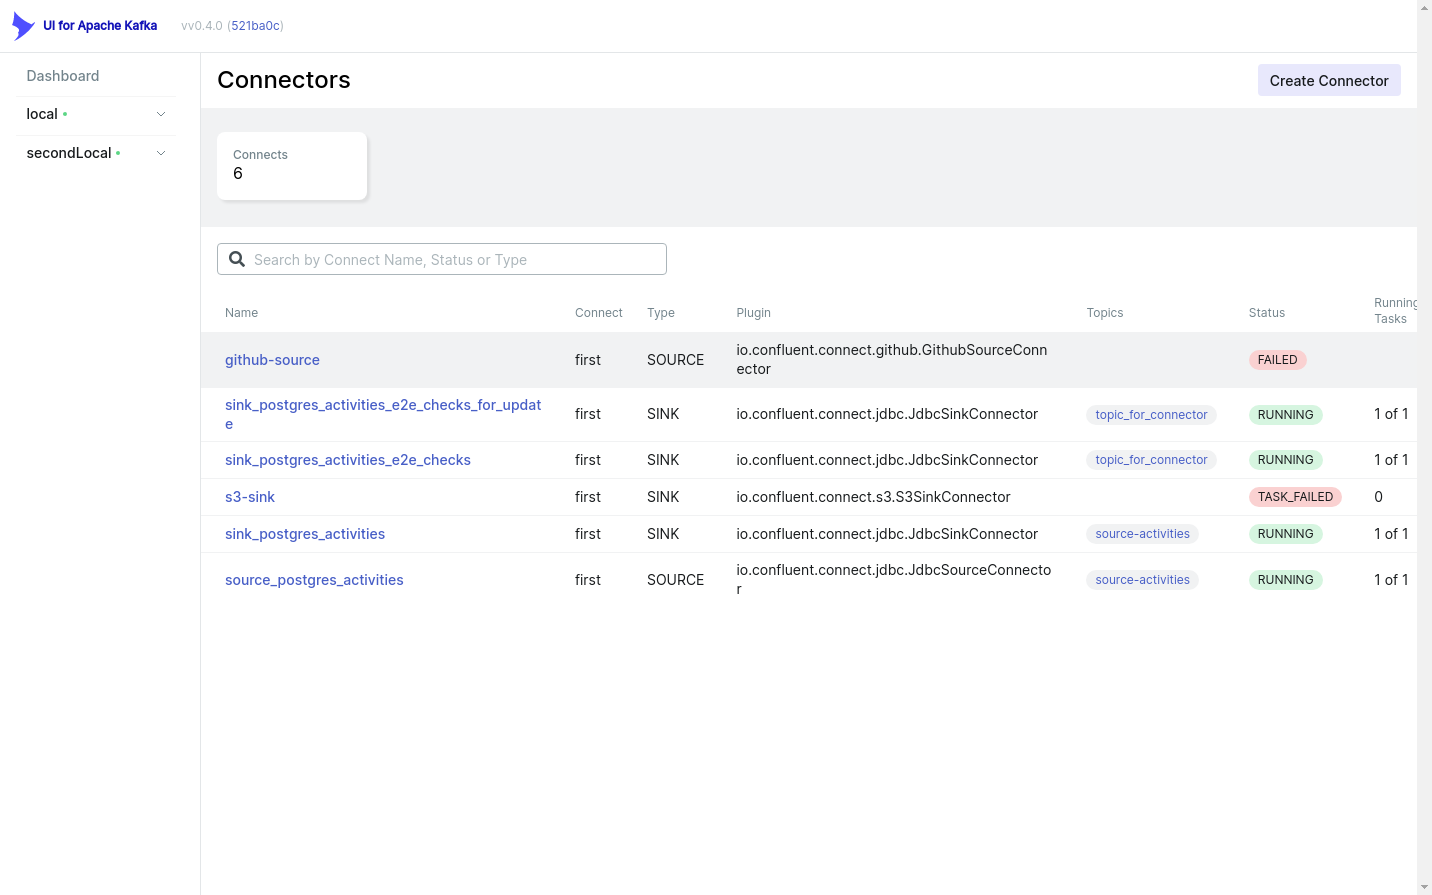 UI for Apache Kafka vv0.4.0 (521ba0c)
Dashboard
local
secondLocal
Connectors
Create Connector
Connects
6
Search by Connect Name, Status or Type
Name Connect Type Plugin Topics Status Running
Tasks
github-source first SOURCE io.confluent.connect.github.GithubSourceConn
ector FAILED
sink_postgres_activities_e2e_checks_for_updat
e first SINK io.confluent.connect.jdbc.JdbcSinkConnector topic_for_connector RUNNING 1 of 1
sink_postgres_activities_e2e_checks first SINK io.confluent.connect.jdbc.JdbcSinkConnector topic_for_connector RUNNING 1 of 1
s3-sink first SINK io.confluent.connect.s3.S3SinkConnector TASK_FAILED 0
sink_postgres_activities first SINK io.confluent.connect.jdbc.JdbcSinkConnector source-activities RUNNING 1 of 1
source_postgres_activities first SOURCE io.confluent.connect.jdbc.JdbcSourceConnecto
r source-activities RUNNING 1 of 1